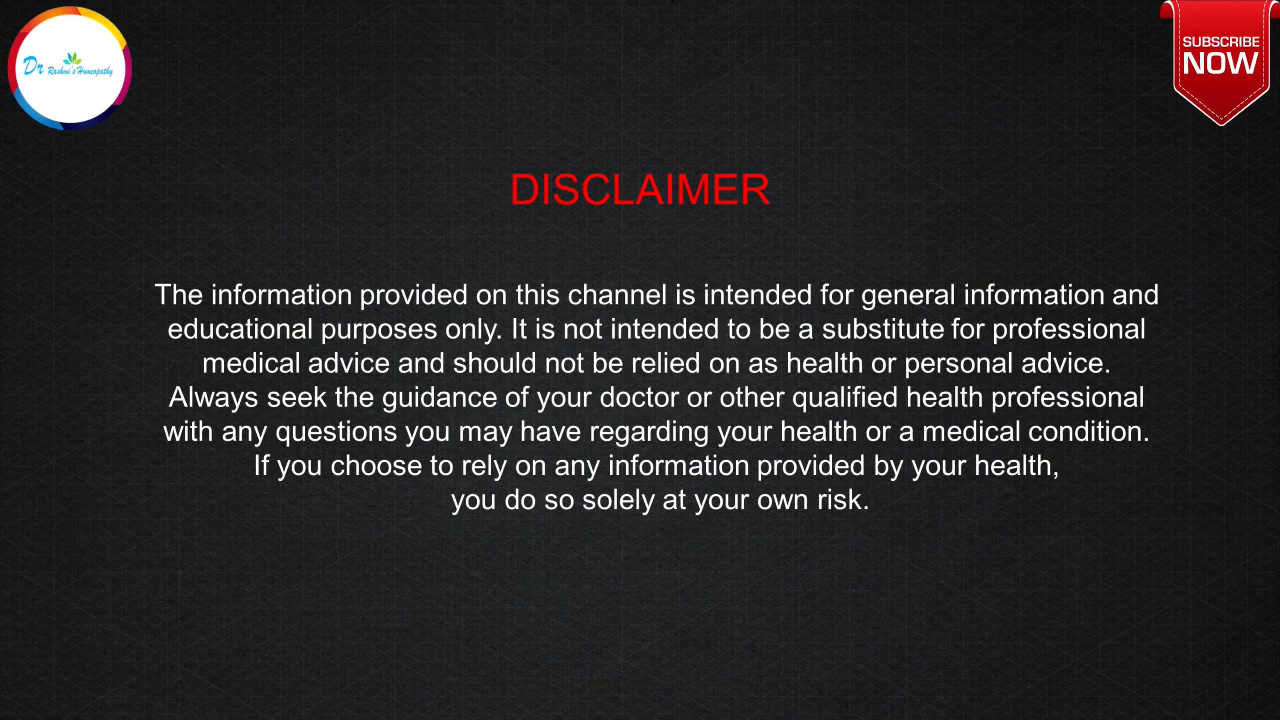 Dr Rashmi's Homeopathy
SUBSCRIBE
NOW
DISCLAIMER
The information provided on this channel is intended for general information and
educational purposes only. It is not intended to be a substitute for professional
medical advice and should not be relied on as health or personal advice.
Always seek the guidance of your doctor or other qualified health professional
with any questions you may have regarding your health or a medical condition.
If you choose to rely on any information provided by your health,
you do so solely at your own risk.